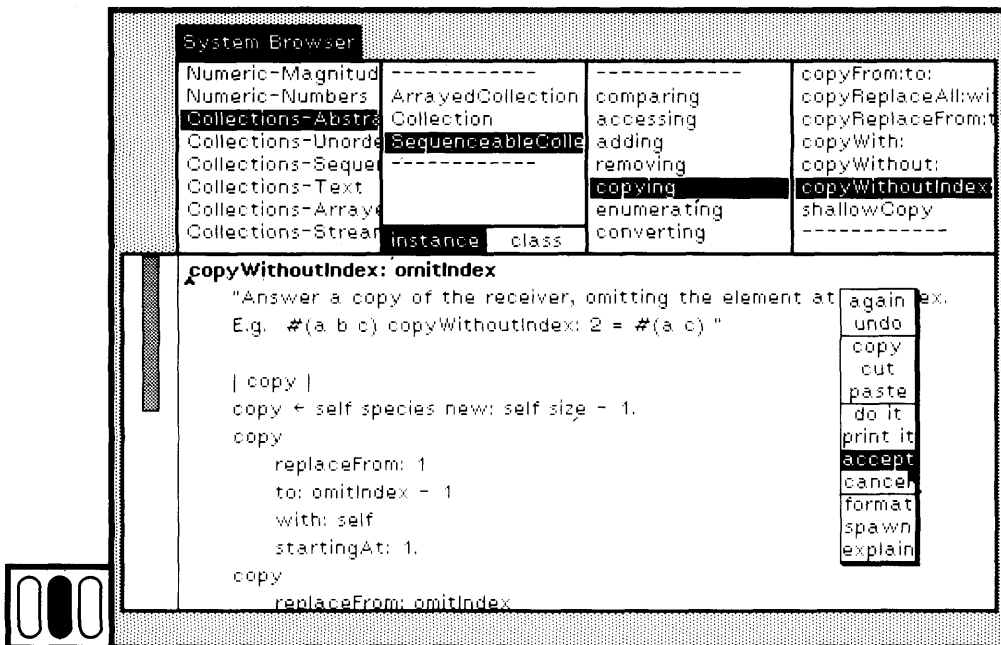 System Browser
Numeric-Magnitud
Numeric-Numbers
Collections-Abstra
Collections-Unorde
Collections-Sequen
Collections-Text
Collections-Arraye
Collections-Stream
------------
ArrayedCollection
Collection
SequenceableColle
------------
instance class
------------
comparing
accessing
adding
removing
copying
enumerating
converting
copyFrom:to:
copyReplaceAll:wit
copyReplaceFrom:t
copyWith:
copyWithout:
copyWithoutIndex:
shallowCopy
------------
copyWithoutIndex: omitIndex
"Answer a copy of the receiver, omitting the element at ex.
E.g. #(a b c) copyWithoutIndex: 2 = #(a c) "
| copy |
copy ← self species new: self size - 1.
copy
replaceFrom: 1
to: omitIndex - 1
with: self
startingAt: 1.
copy
replaceFrom: omitIndex
again
undo
copy
cut
paste
do it
print it
accept
cancel
format
spawn
explain